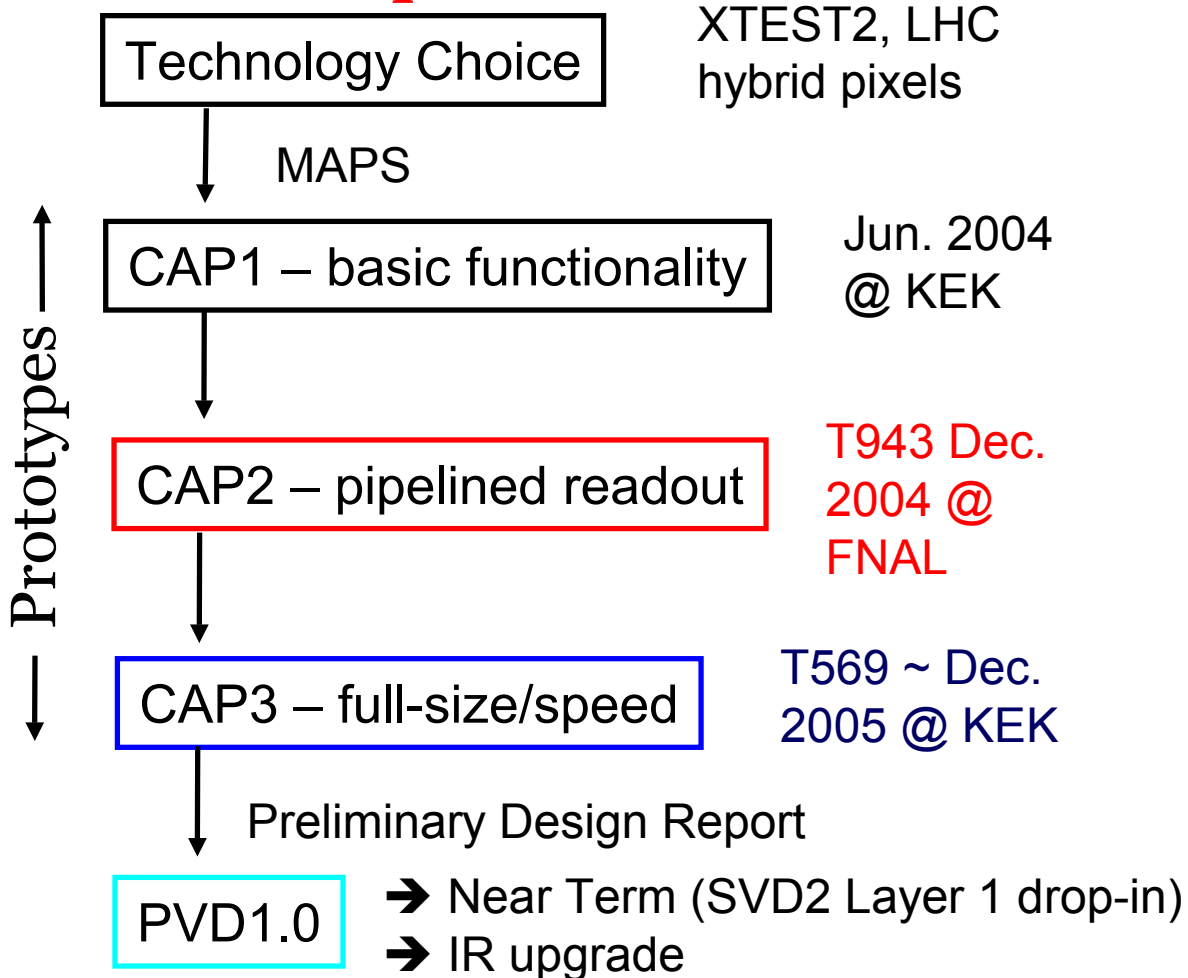 Technology Choice
XTEST2, LHC
hybrid pixels
MAPS
Prototypes
CAP1 – basic functionality
Jun. 2004
@ KEK
CAP2 – pipelined readout
T943 Dec.
2004 @
FNAL
CAP3 – full-size/speed
T569 ~ Dec.
2005 @ KEK
Preliminary Design Report
PVD1.0
➔ Near Term (SVD2 Layer 1 drop-in)
➔ IR upgrade